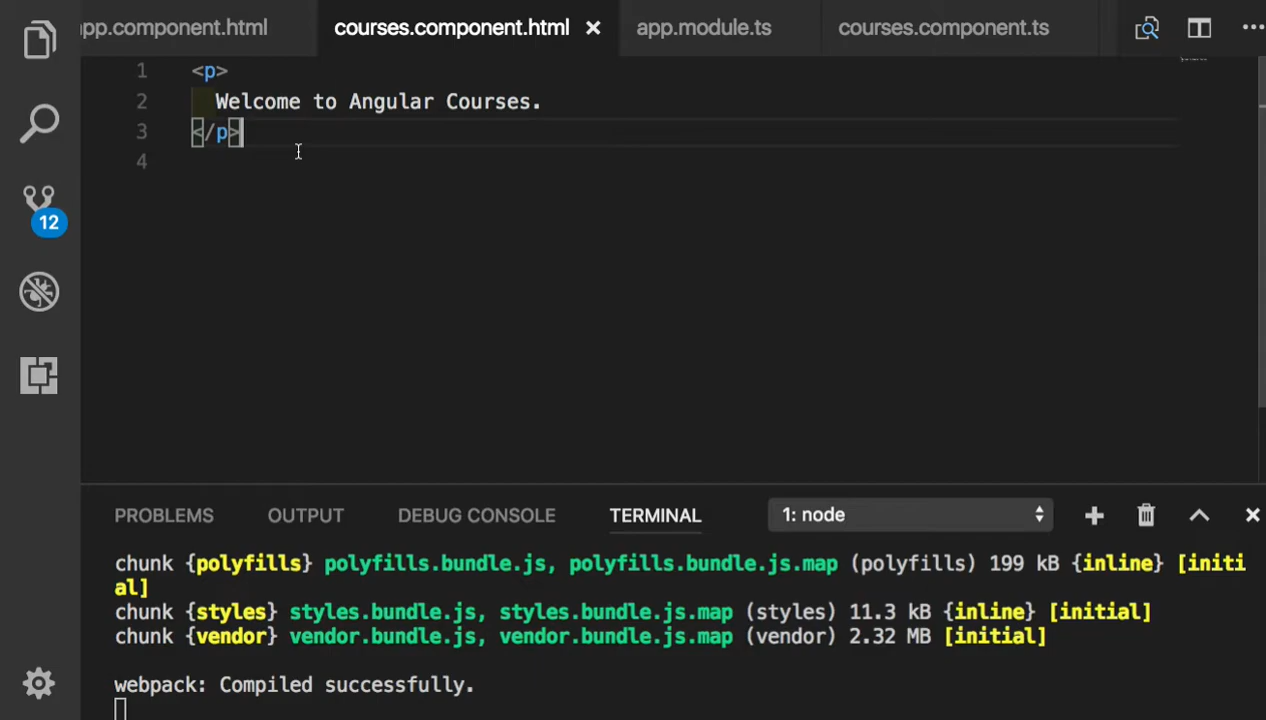 app.component.html courses.component.html × app.module.ts courses.component.ts ...
1 <p>
2 Welcome to Angular Courses.
3 </p>
4
12
PROBLEMS OUTPUT DEBUG CONSOLE TERMINAL 1: node
chunk {polyfills} polyfills.bundle.js, polyfills.bundle.js.map (polyfills) 199 kB {inline} [initi
al]
chunk {styles} styles.bundle.js, styles.bundle.js.map (styles) 11.3 kB {inline} [initial]
chunk {vendor} vendor.bundle.js, vendor.bundle.js.map (vendor) 2.32 MB [initial]
webpack: Compiled successfully.